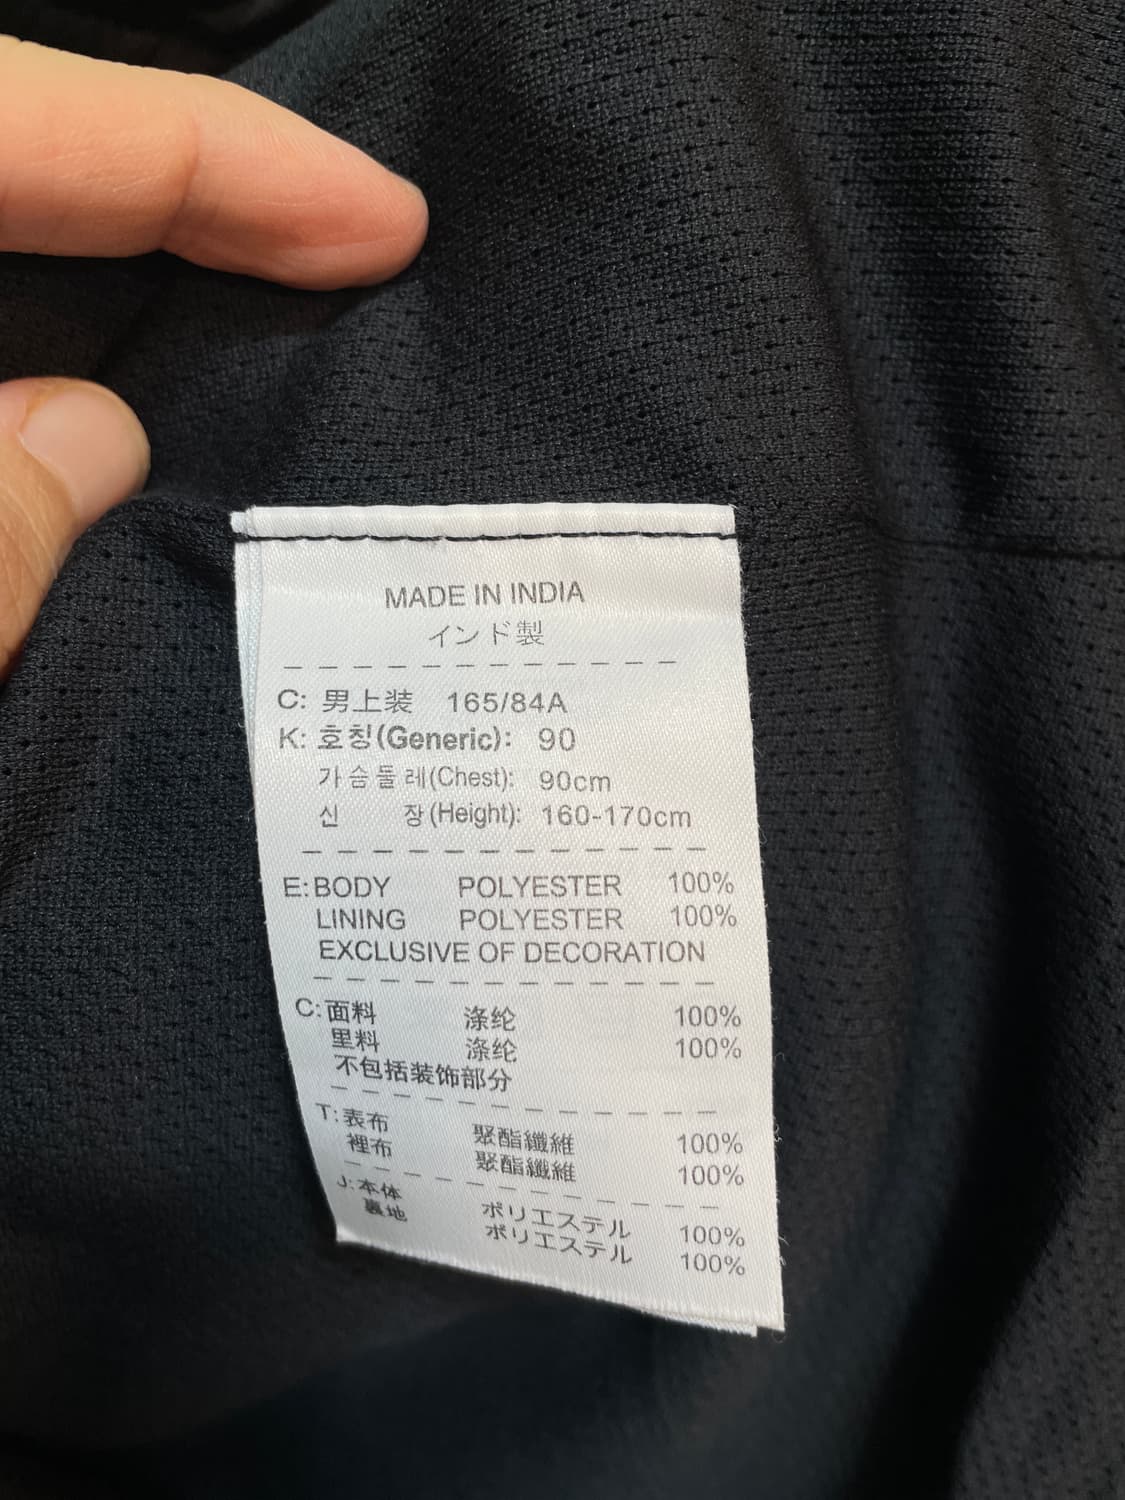 MADE IN INDIA
インド製
C: 男上装 165/84A
K: 호칭(Generic): 90
가슴둘레(Chest): 90cm
신 장(Height): 160-170cm
E:BODY POLYESTER 100%
LINING POLYESTER 100%
EXCLUSIVE OF DECORATION
C:面料 涤纶 100%
里料 涤纶 100%
不包括装饰部分
T:表布 聚酯纖維 100%
裡布 聚酯纖維 100%
J:本体 ポリエステル 100%
裏地 ポリエステル 100%